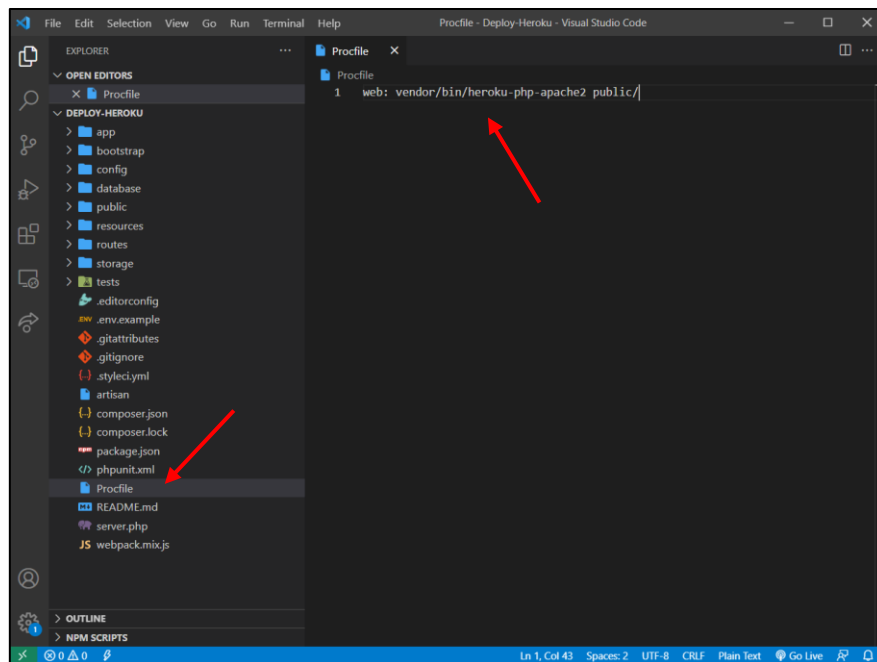 File Edit Selection View Go Run Terminal Help Procfile - Deploy-Heroku - Visual Studio Code
EXPLORER
OPEN EDITORS
Procfile
DEPLOY-HEROKU
app
bootstrap
config
database
public
resources
routes
storage
tests
.editorconfig
.env.example
.gitattributes
.gitignore
.styleci.yml
artisan
composer.json
composer.lock
package.json
phpunit.xml
Procfile
README.md
server.php
JS webpack.mix.js
OUTLINE
NPM SCRIPTS
Procfile
Procfile
1 web: vendor/bin/heroku-php-apache2 public/
1
0 0 Ln 1, Col 43 Spaces: 2 UTF-8 CRLF Plain Text Go Live